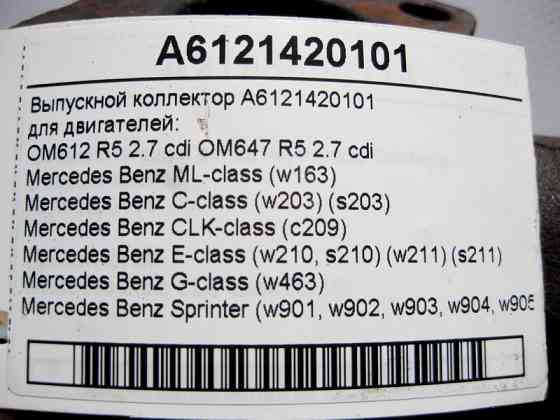 A6121420101
Выпускной коллектор A6121420101
для двигателей:
OM612 R5 2.7 cdi OM647 R5 2.7 cdi
Mercedes Benz ML-class (w163)
Mercedes Benz C-class (w203) (s203)
Mercedes Benz CLK-class (c209)
Mercedes Benz E-class (w210, s210) (w211) (s211)
Mercedes Benz G-class (w463)
Mercedes Benz Sprinter (w901, w902, w903, w904, w905